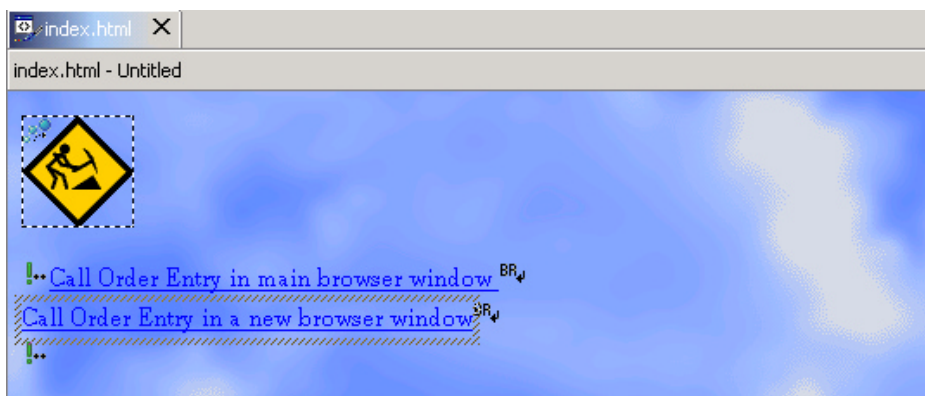 index.html
index.html - Untitled
Call Order Entry in main browser window BR
Call Order Entry in a new browser window BR